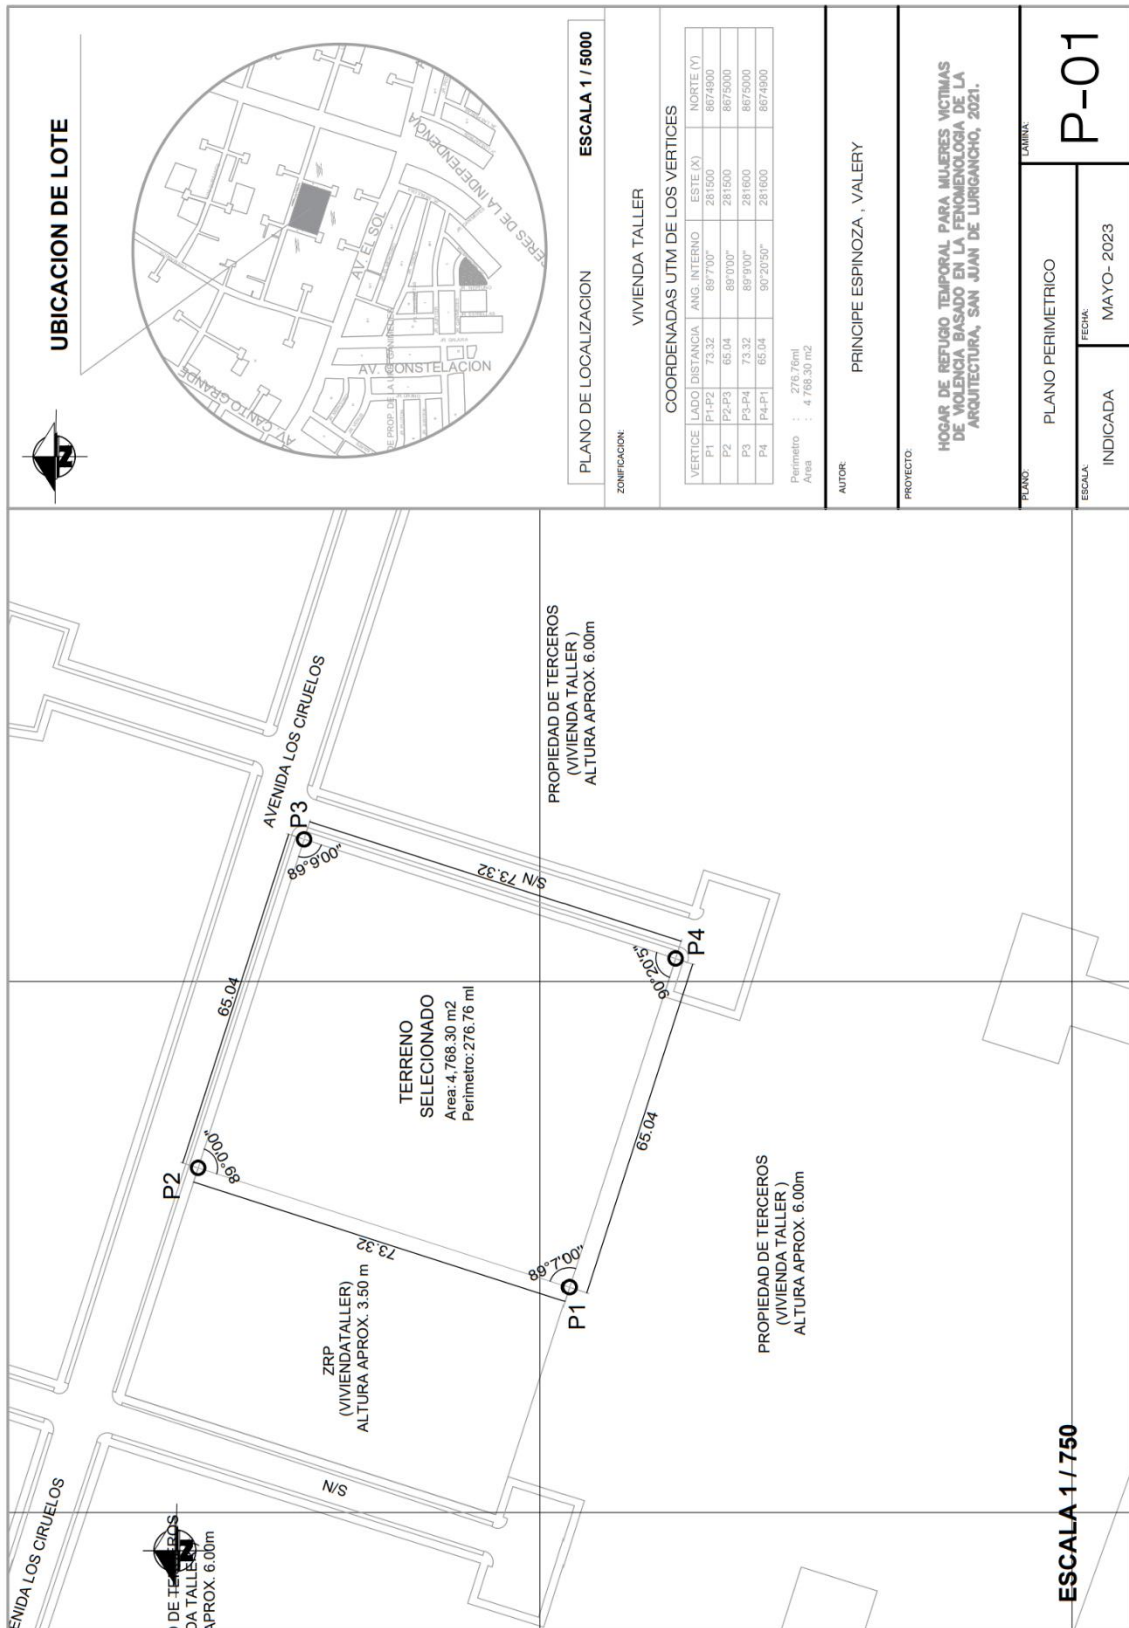 UBICACION DE LOTE
N
AV. CANTO GRANDE
AV. EL SOL
AV. CONSTELACION
ERES DE LA INDEPENDENCIA
PLANO DE LOCALIZACION ESCALA 1 / 5000
ZONIFICACION:
VIVIENDA TALLER
COORDENADAS UTM DE LOS VERTICES
VERTICE LADO DISTANCIA ANG. INTERNO ESTE (X) NORTE (Y)
P1 P1-P2 73.32 89°7'00" 281500 8674900
P2 P2-P3 65.04 89°0'00" 281500 8675000
P3 P3-P4 73.32 89°9'00" 281600 8675000
P4 P4-P1 65.04 90°20'50" 281600 8674900
Perimetro : 276.76ml
Area : 4.768.30 m2
AUTOR:
PRINCIPE ESPINOZA , VALERY
PROYECTO:
HOGAR DE REFUGIO TEMPORAL PARA MUJERES VICTIMAS
DE VIOLENCIA BASADO EN LA FENOMENOLOGIA DE LA
ARQUITECTURA, SAN JUAN DE LURIGANCHO, 2021.
PLANO:
PLANO PERIMETRICO
LAMINA:
P-01
ESCALA:
INDICADA
FECHA:
MAYO- 2023
ENIDA LOS CIRUELOS
O DE TERCEROS
DA TALLER
APROX. 6.00m
N
S/N
ZRP
(VIVIENDATALLER)
ALTURA APROX. 3.50 m
P2
89°0'00"
65.04
AVENIDA LOS CIRUELOS
P3
89°9'00"
73.32
TERRENO
SELECIONADO
Area: 4,768.30 m2
Perimetro: 276.76 ml
S/N 73.32
P1
89°7'00"
65.04
90°20'5"
P4
PROPIEDAD DE TERCEROS
(VIVIENDA TALLER )
ALTURA APROX. 6.00m
PROPIEDAD DE TERCEROS
(VIVIENDA TALLER )
ALTURA APROX. 6.00m
ESCALA 1 / 750